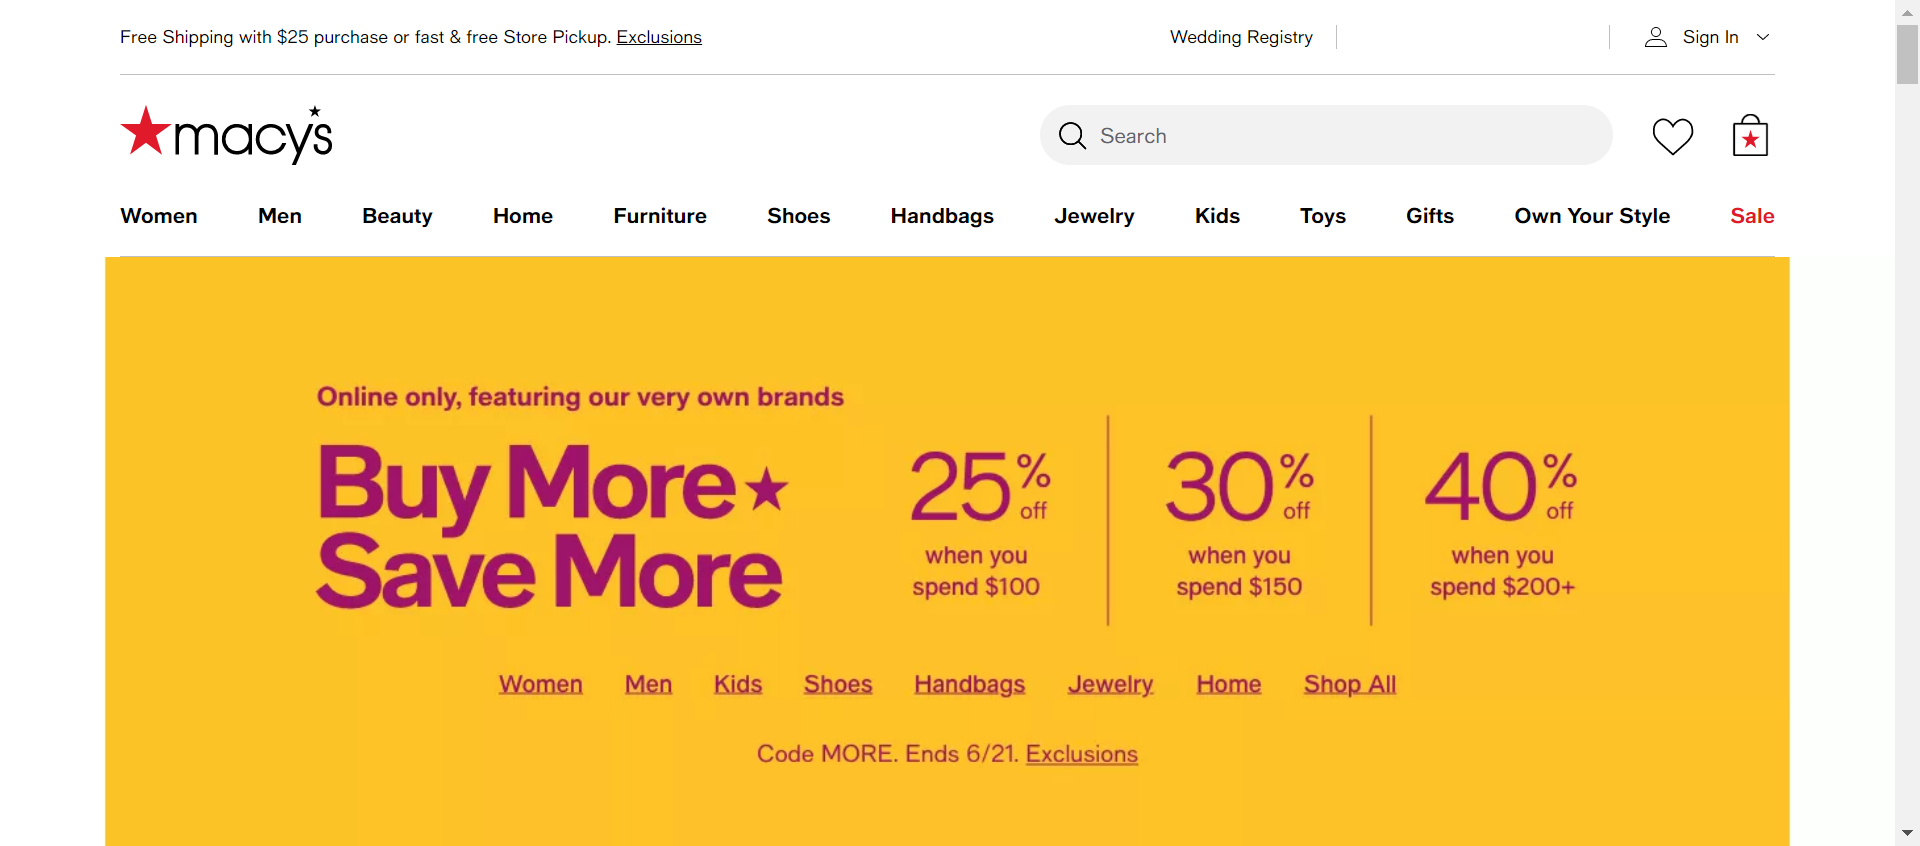 Free Shipping with $25 purchase or fast & free Store Pickup. Exclusions
Wedding Registry
Sign In
macy's
Search
Women Men Beauty Home Furniture Shoes Handbags Jewelry Kids Toys Gifts Own Your Style Sale
Online only, featuring our very own brands
Buy More
Save More
25% off
when you
spend $100
30% off
when you
spend $150
40% off
when you
spend $200+
Women Men Kids Shoes Handbags Jewelry Home Shop All
Code MORE. Ends 6/21. Exclusions